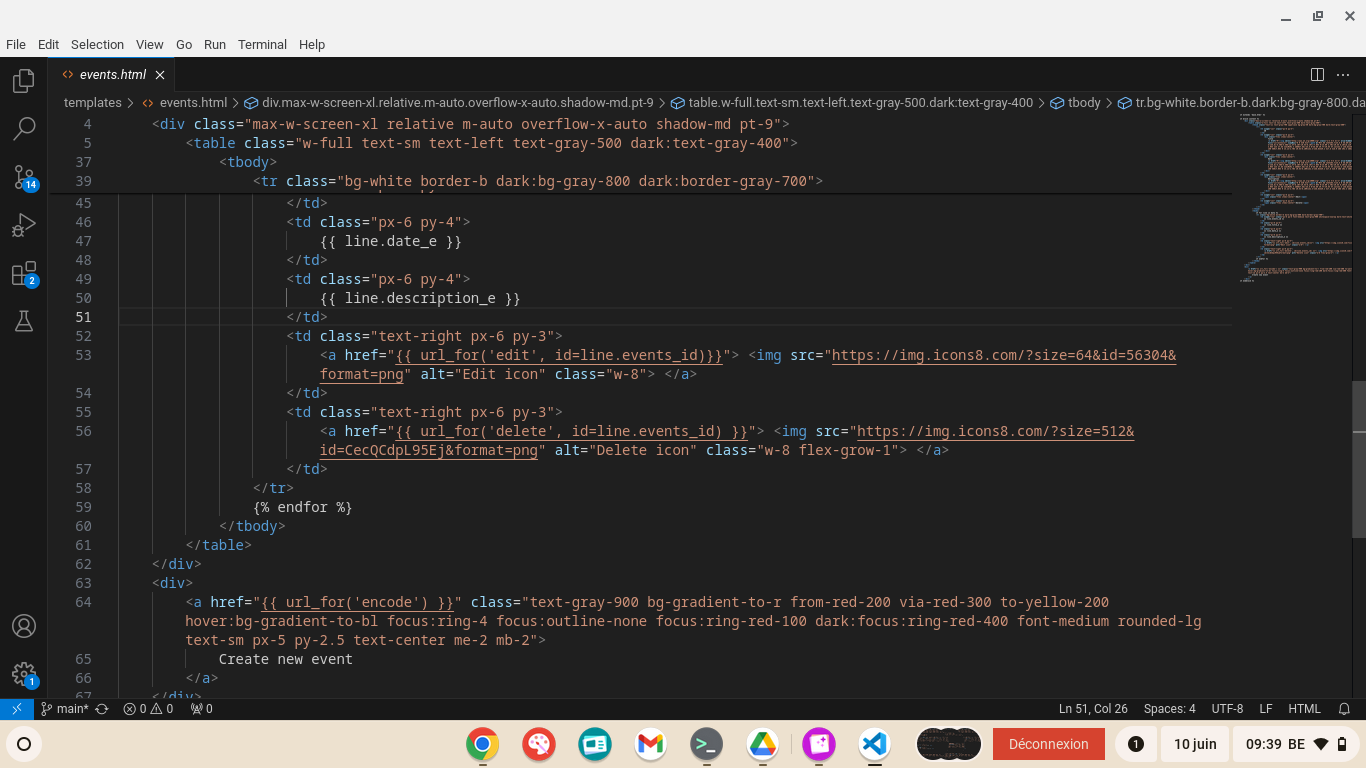 File Edit Selection View Go Run Terminal Help
events.html
templates > events.html > div.max-w-screen-xl.relative.m-auto.overflow-x-auto.shadow-md.pt-9 > table.w-full.text-sm.text-left.text-gray-500.dark:text-gray-400 > tbody > tr.bg-white.border-b.dark:bg-gray-800.da
4 <div class="max-w-screen-xl relative m-auto overflow-x-auto shadow-md pt-9">
5 <table class="w-full text-sm text-left text-gray-500 dark:text-gray-400">
37 <tbody>
39 <tr class="bg-white border-b dark:bg-gray-800 dark:border-gray-700">
45 </td>
46 <td class="px-6 py-4">
47 {{ line.date_e }}
48 </td>
49 <td class="px-6 py-4">
50 {{ line.description_e }}
51 </td>
52 <td class="text-right px-6 py-3">
53 <a href="{{ url_for('edit', id=line.events_id)}}"> <img src="https://img.icons8.com/?size=64&id=56304&
format=png" alt="Edit icon" class="w-8"> </a>
54 </td>
55 <td class="text-right px-6 py-3">
56 <a href="{{ url_for('delete', id=line.events_id) }}"> <img src="https://img.icons8.com/?size=512&
id=CecQCdpL95Ej&format=png" alt="Delete icon" class="w-8 flex-grow-1"> </a>
57 </td>
58 </tr>
59 {% endfor %}
60 </tbody>
61 </table>
62 </div>
63 <div>
64 <a href="{{ url_for('encode') }}" class="text-gray-900 bg-gradient-to-r from-red-200 via-red-300 to-yellow-200
hover:bg-gradient-to-bl focus:ring-4 focus:outline-none focus:ring-red-100 dark:focus:ring-red-400 font-medium rounded-lg
text-sm px-5 py-2.5 text-center me-2 mb-2">
65 Create new event
66 </a>
67 </div>
14
2
1
main* 0 0 0 Ln 51, Col 26 Spaces: 4 UTF-8 LF HTML
Déconnexion 1 10 juin 09:39 BE